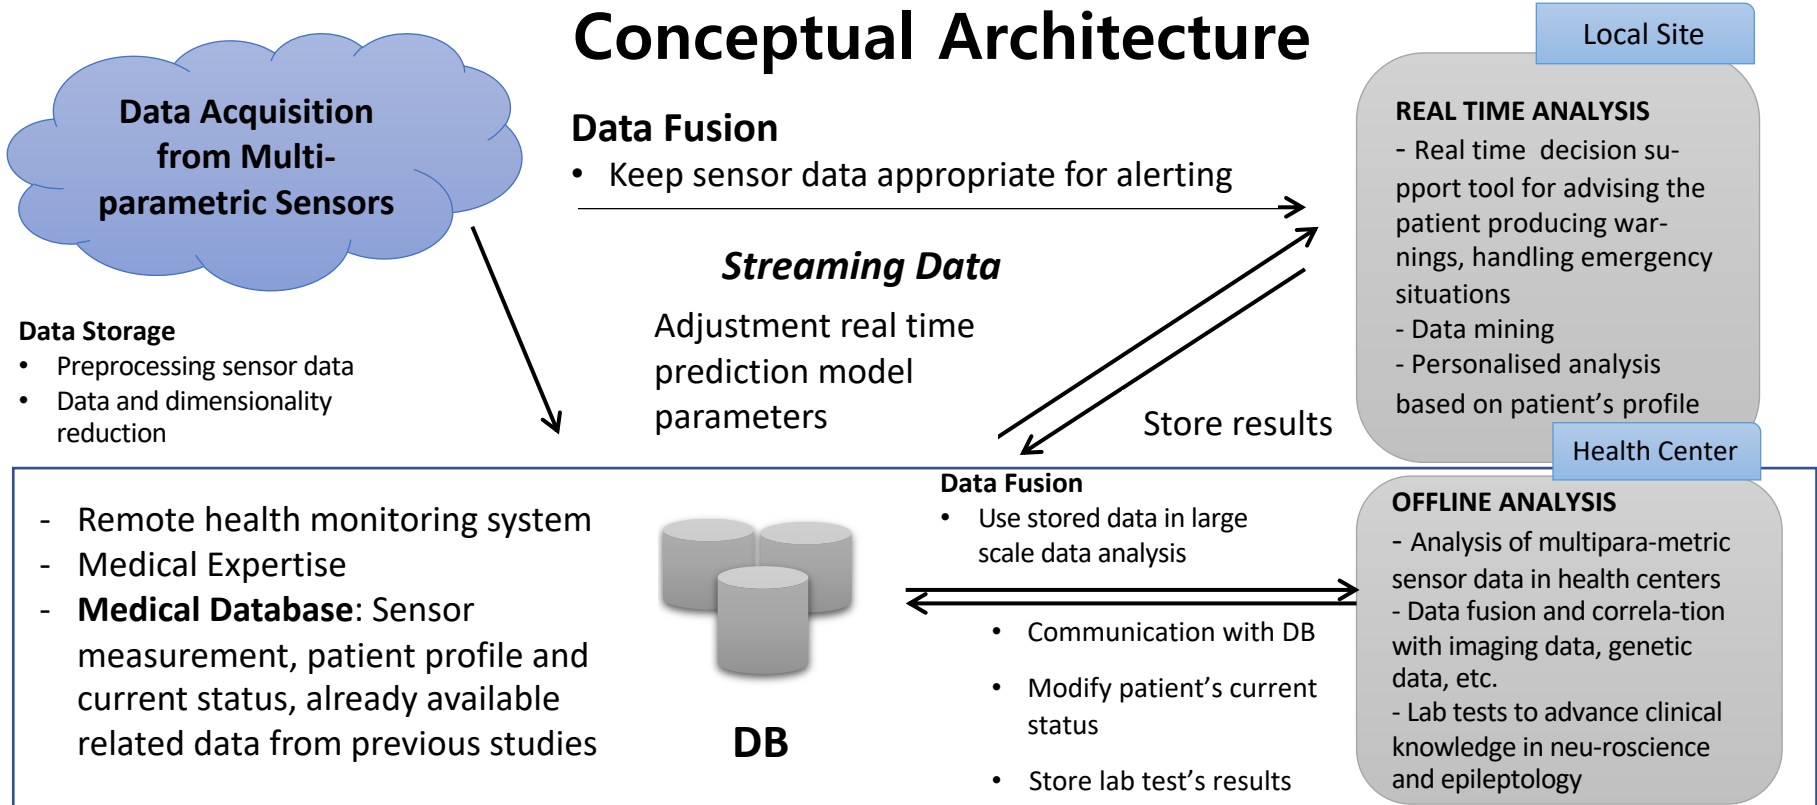 Conceptual Architecture
Data Acquisition
from Multi-
parametric Sensors
Data Fusion
• Keep sensor data appropriate for alerting
Streaming Data
Adjustment real time
prediction model
parameters
Store results
Local Site
REAL TIME ANALYSIS
- Real time decision su-
pport tool for advising the
patient producing war-
nings, handling emergency
situations
- Data mining
- Personalised analysis
based on patient’s profile
Data Storage
• Preprocessing sensor data
• Data and dimensionality
reduction
- Remote health monitoring system
- Medical Expertise
- Medical Database: Sensor
measurement, patient profile and
current status, already available
related data from previous studies
DB
Data Fusion
• Use stored data in large
scale data analysis
• Communication with DB
• Modify patient’s current
status
• Store lab test’s results
Health Center
OFFLINE ANALYSIS
- Analysis of multipara-metric
sensor data in health centers
- Data fusion and correla-tion
with imaging data, genetic
data, etc.
- Lab tests to advance clinical
knowledge in neu-roscience
and epileptology